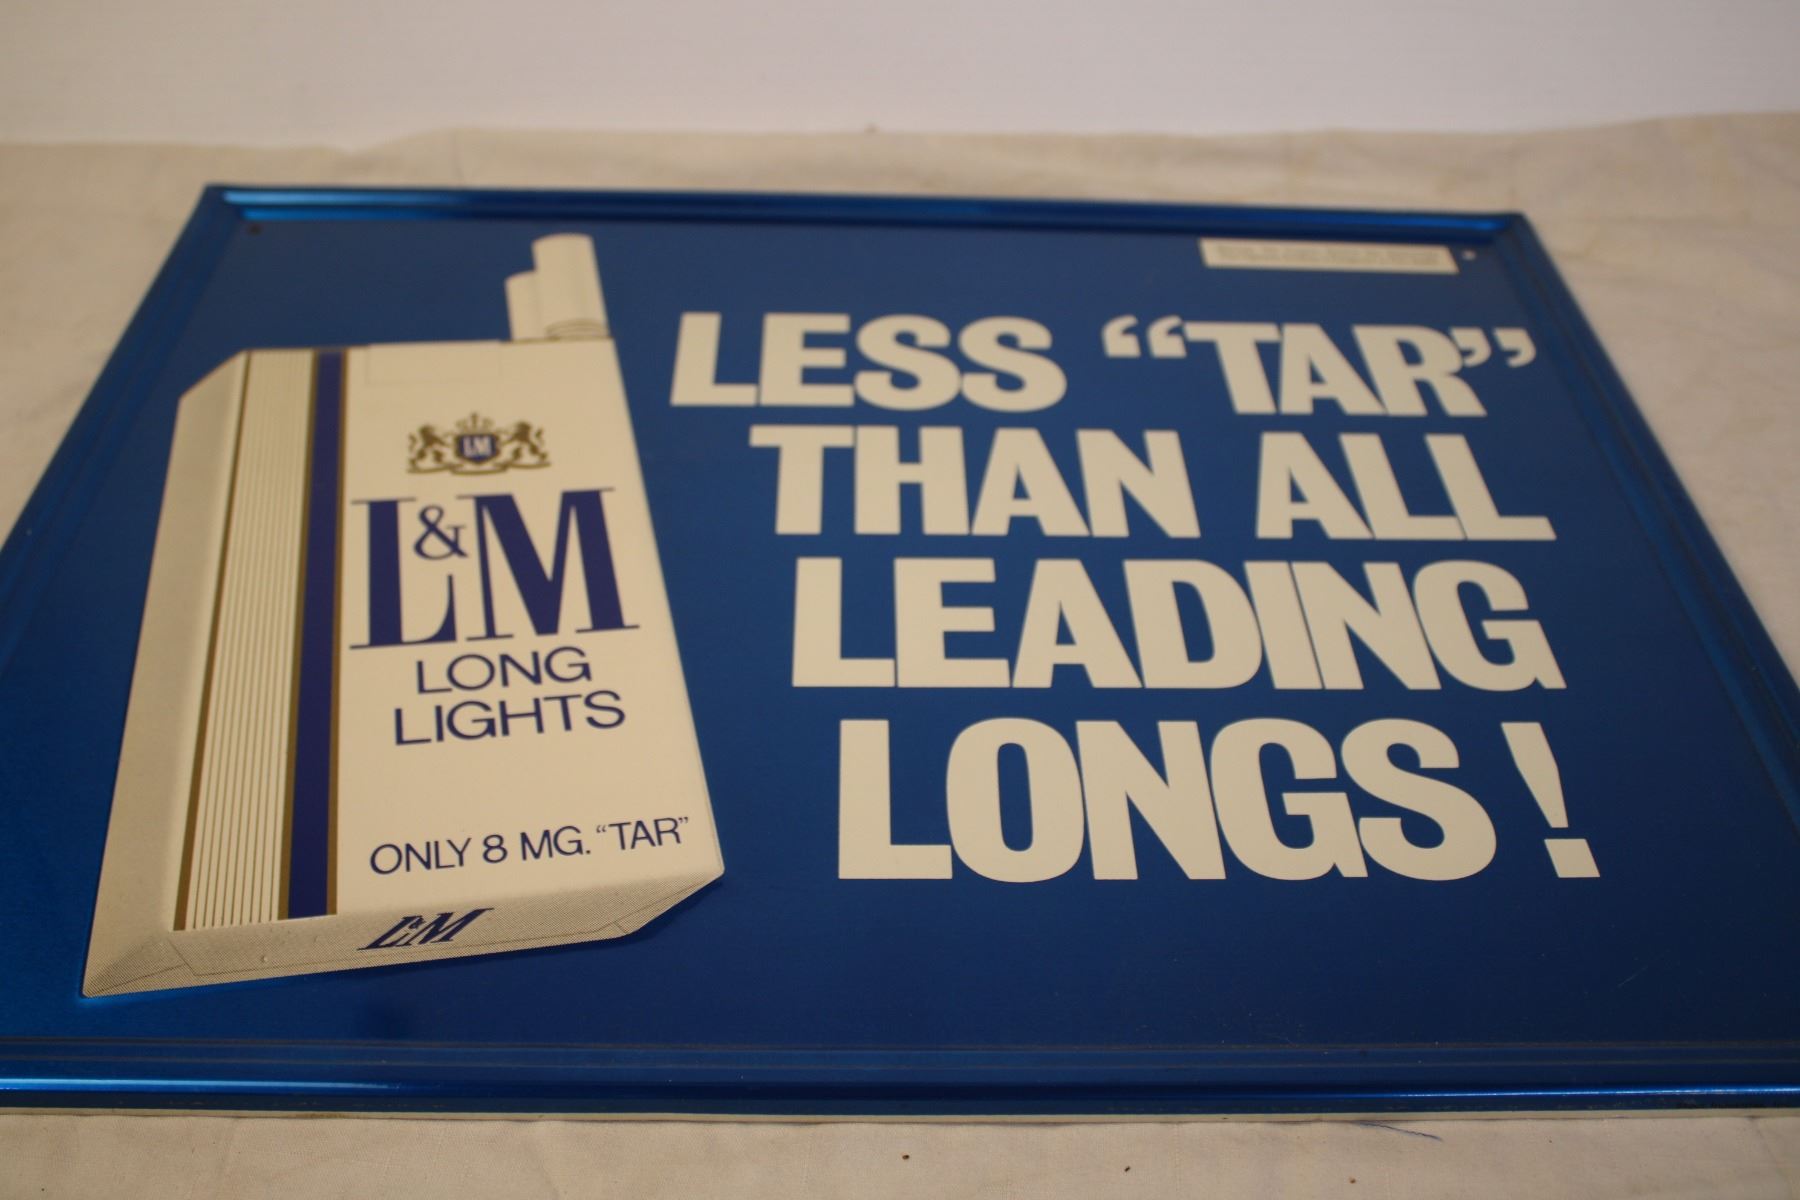 LESS “TAR”
THAN ALL
LEADING
LONGS!
L&M
L&M
LONG
LIGHTS
ONLY 8 MG. “TAR”
L&M